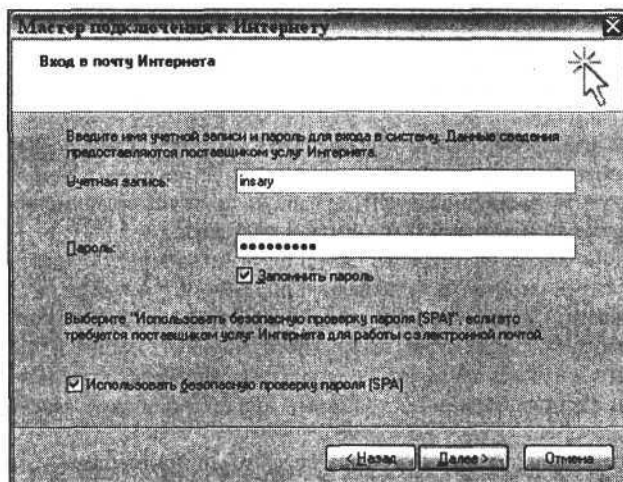 Мастер подключения к Интернету
Вход в почту Интернета
Введите имя учетной записи и пароль для входа в систему. Данные сведения
предоставляются поставщиком услуг Интернета.
Учетная запись:
insary
Пароль:
•••••••••
Запомнить пароль
Выберите "Использовать безопасную проверку пароля (SPA)", если это
требуется поставщиком услуг Интернета для работы с электронной почтой.
Использовать безопасную проверку пароля (SPA)
< Назад
Далее >
Отмена